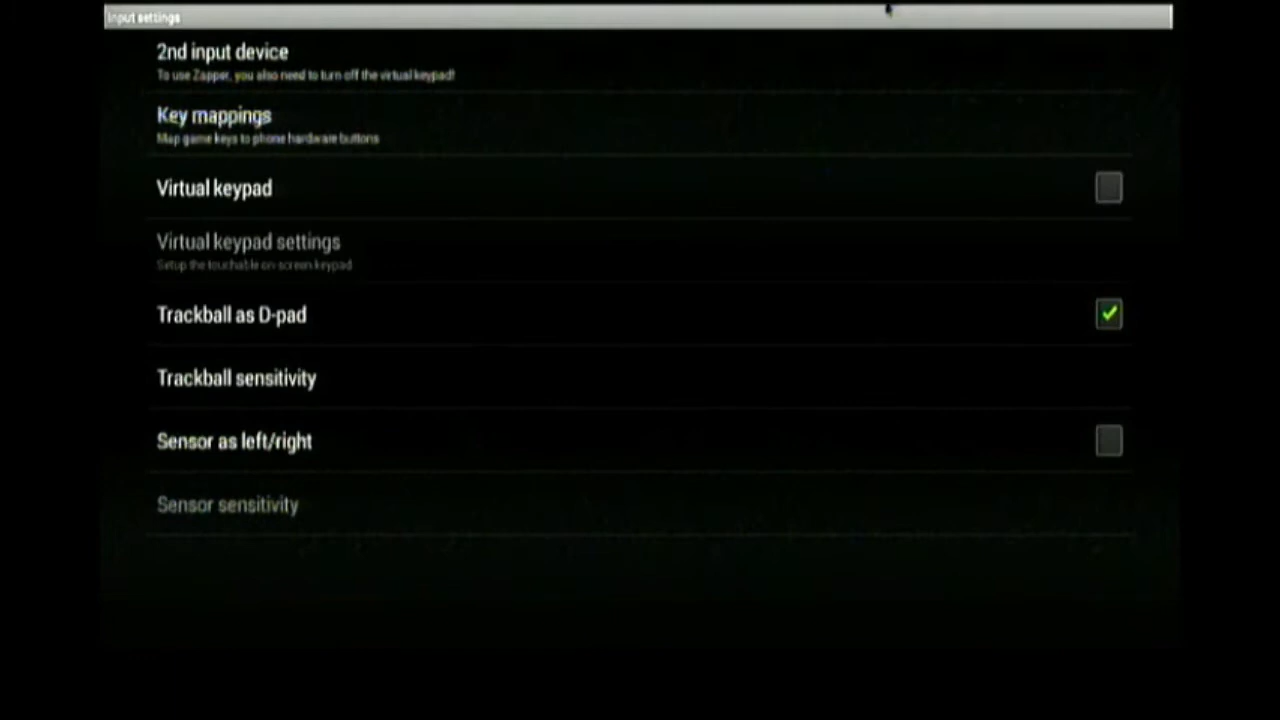 Input settings
2nd input device
To use Zapper, you also need to turn off the virtual keypad!
Key mappings
Map game keys to phone hardware buttons
Virtual keypad
Virtual keypad settings
Setup the touchable on-screen keypad
Trackball as D-pad
Trackball sensitivity
Sensor as left/right
Sensor sensitivity